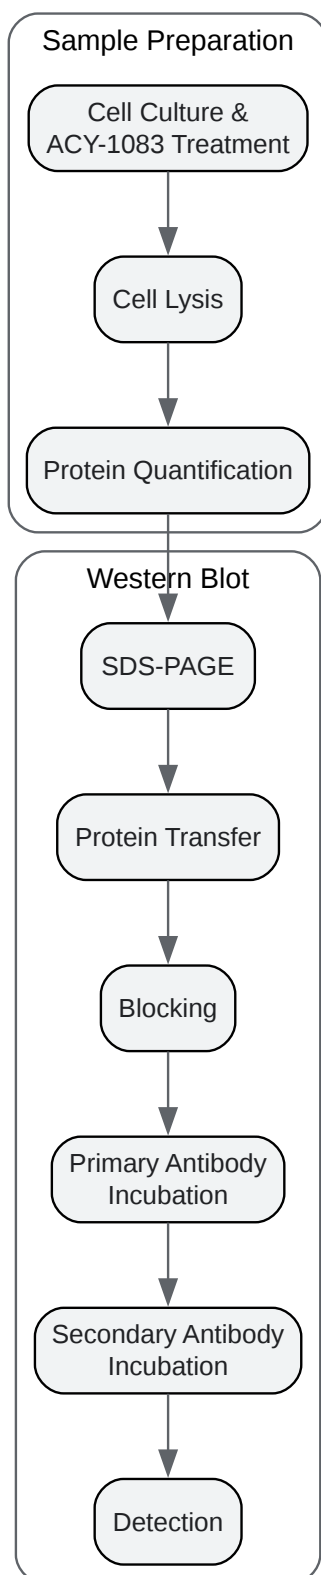 Sample Preparation
Cell Culture &
ACY-1083 Treatment
Cell Lysis
Protein Quantification
Western Blot
SDS-PAGE
Protein Transfer
Blocking
Primary Antibody
Incubation
Secondary Antibody
Incubation
Detection